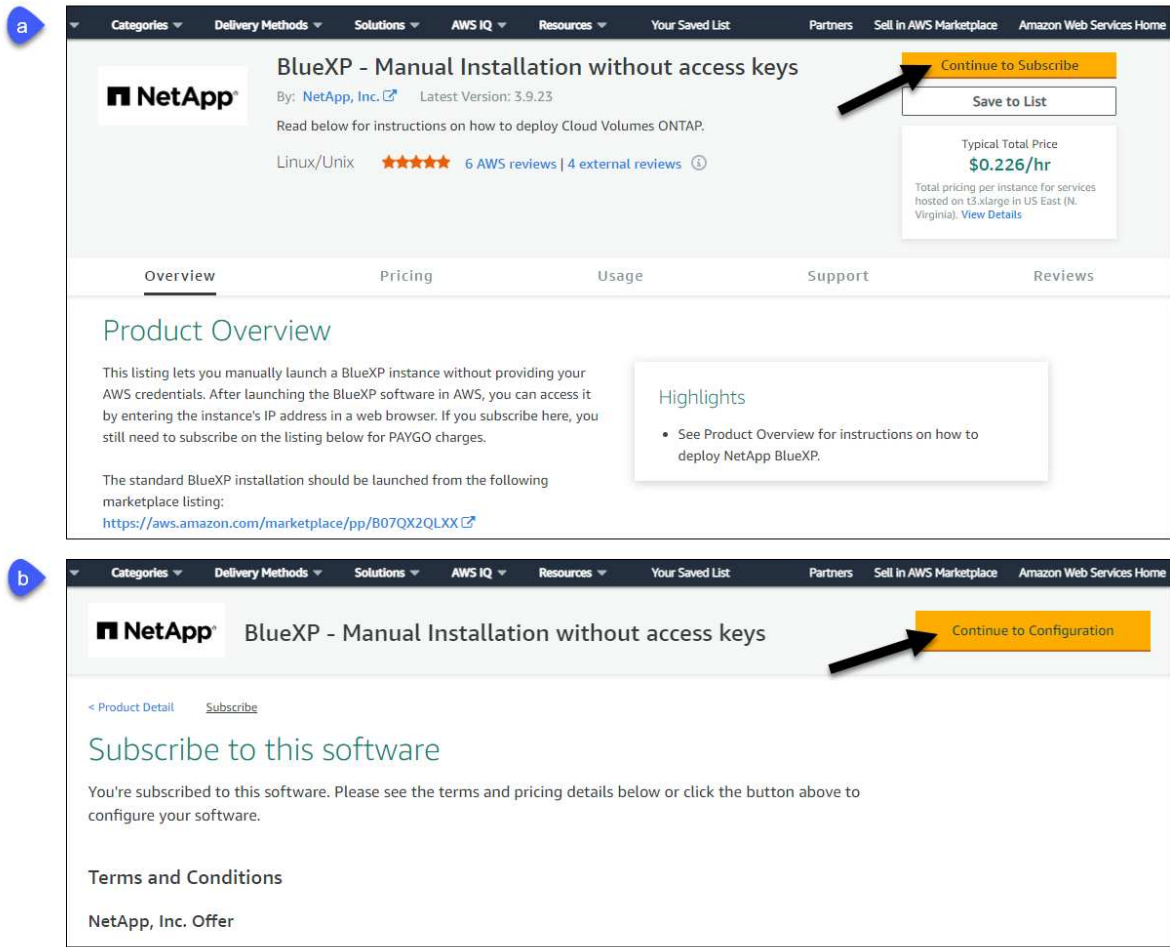 a
Categories Delivery Methods Solutions AWS IQ Resources Your Saved List Partners Sell in AWS Marketplace Amazon Web Services Home
NetApp
BlueXP - Manual Installation without access keys
By: NetApp, Inc. Latest Version: 3.9.23
Read below for instructions on how to deploy Cloud Volumes ONTAP.
Linux/Unix 6 AWS reviews | 4 external reviews
Continue to Subscribe
Save to List
Typical Total Price
$0.226/hr
Total pricing per instance for services
hosted on t3.xlarge in US East (N.
Virginia). View Details
Overview Pricing Usage Support Reviews
Product Overview
This listing lets you manually launch a BlueXP instance without providing your
AWS credentials. After launching the BlueXP software in AWS, you can access it
by entering the instance's IP address in a web browser. If you subscribe here, you
still need to subscribe on the listing below for PAYGO charges.
The standard BlueXP installation should be launched from the following
marketplace listing:
https://aws.amazon.com/marketplace/pp/B07QX2QLXX
Highlights
• See Product Overview for instructions on how to
deploy NetApp BlueXP.
b
Categories Delivery Methods Solutions AWS IQ Resources Your Saved List Partners Sell in AWS Marketplace Amazon Web Services Home
NetApp
BlueXP - Manual Installation without access keys
Continue to Configuration
< Product Detail Subscribe
Subscribe to this software
You're subscribed to this software. Please see the terms and pricing details below or click the button above to
configure your software.
Terms and Conditions
NetApp, Inc. Offer